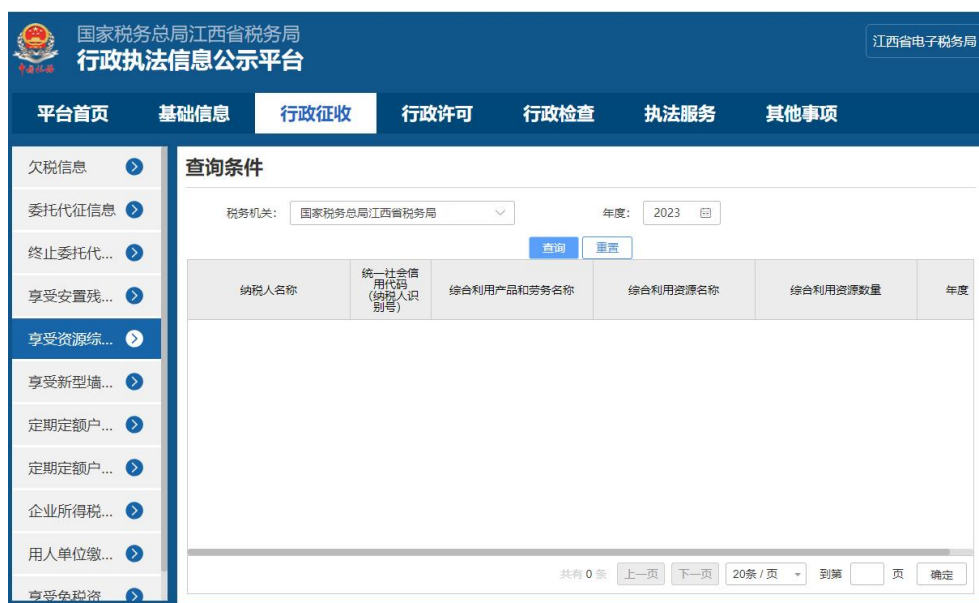 国家税务总局江西省税务局
行政执法信息公示平台
江西省电子税务局
平台首页 基础信息 行政征收 行政许可 行政检查 执法服务 其他事项
欠税信息
委托代征信息
终止委托代...
享受安置残...
享受资源综...
享受新型墙...
定期定额户...
定期定额户...
企业所得税...
用人单位缴...
享受免税资
查询条件
税务机关： 国家税务总局江西省税务局 年度： 2023
查询 重置
纳税人名称 统一社会信用代码（纳税人识别号） 综合利用产品和劳务名称 综合利用资源名称 综合利用资源数量 年度
共有 0 条 上一页 下一页 20条 / 页 到第 页 确定